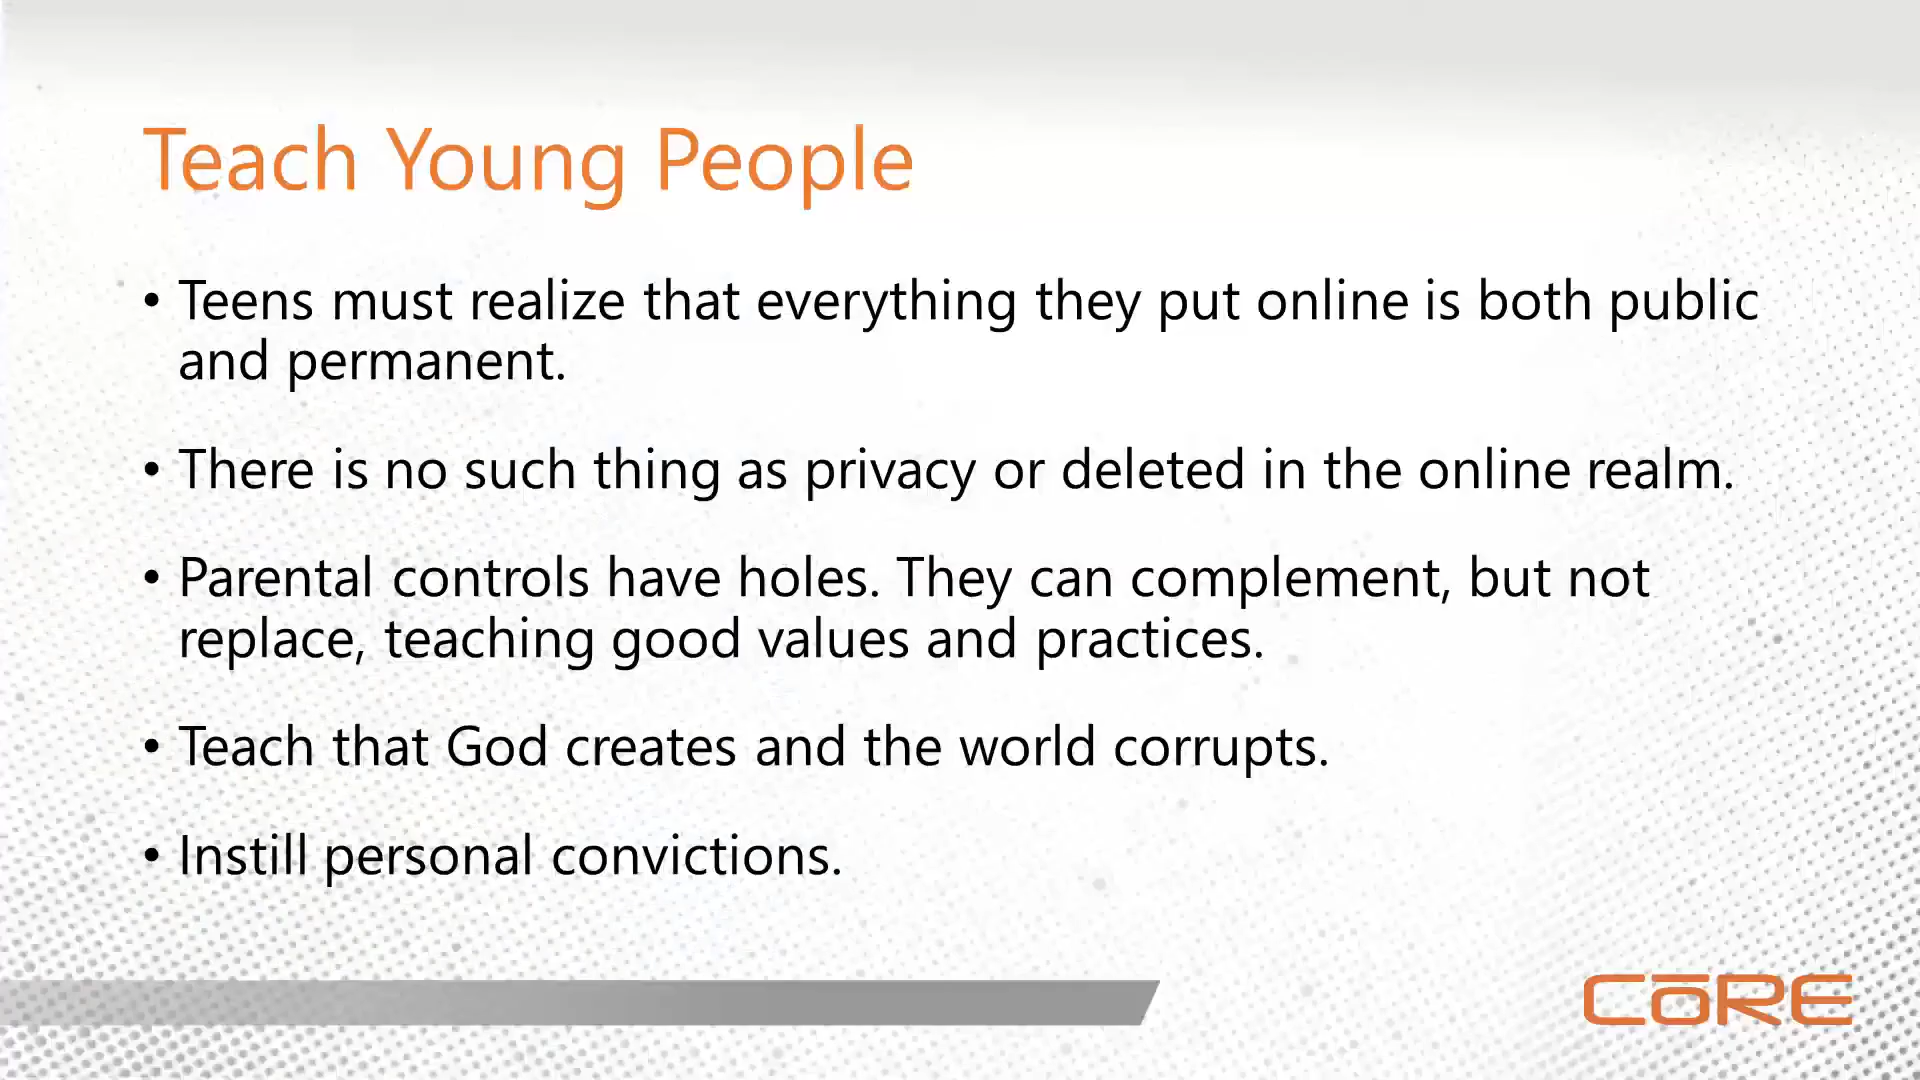 Teach Young People
• Teens must realize that everything they put online is both public
and permanent.
• There is no such thing as privacy or deleted in the online realm.
• Parental controls have holes. They can complement, but not
replace, teaching good values and practices.
• Teach that God creates and the world corrupts.
• Instill personal convictions.
CōRE